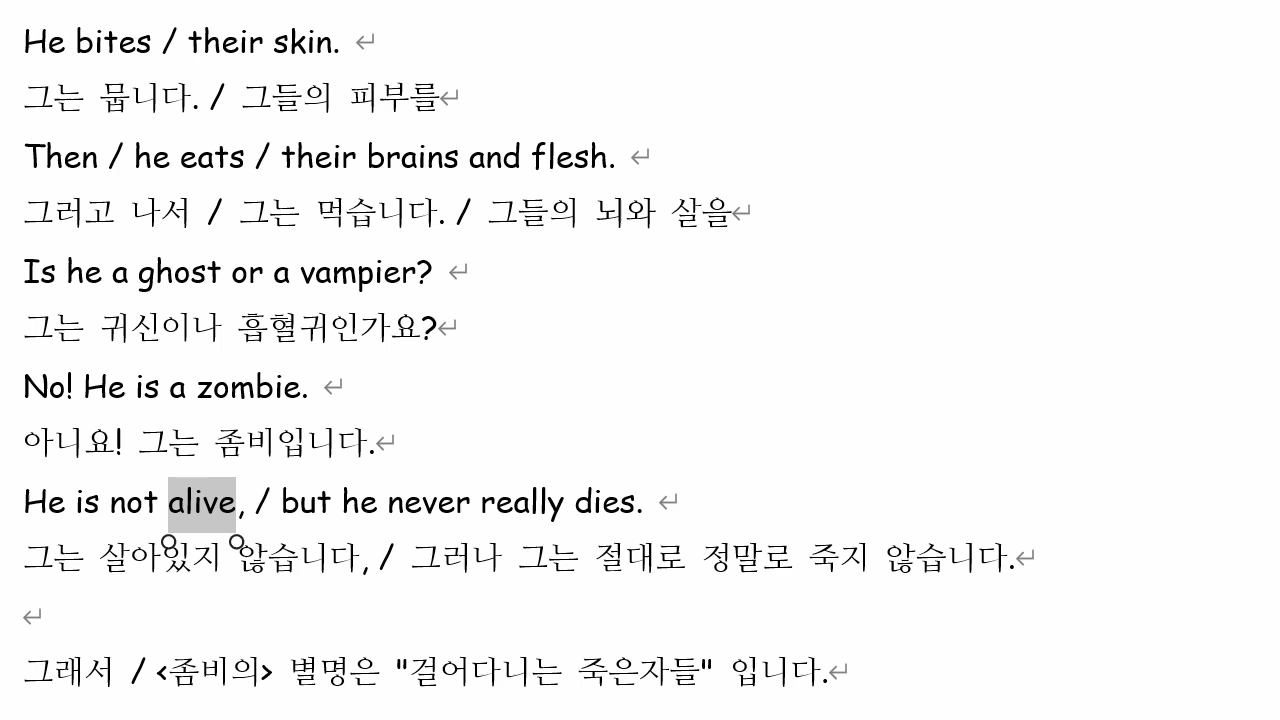 He bites / their skin.
그는 뭅니다. / 그들의 피부를
Then / he eats / their brains and flesh.
그러고 나서 / 그는 먹습니다. / 그들의 뇌와 살을
Is he a ghost or a vampier?
그는 귀신이나 흡혈귀인가요?
No! He is a zombie.
아니요! 그는 좀비입니다.
He is not alive, / but he never really dies.
그는 살아있지 않습니다, / 그러나 그는 절대로 정말로 죽지 않습니다.
그래서 / <좀비의> 별명은 "걸어다니는 죽은자들" 입니다.